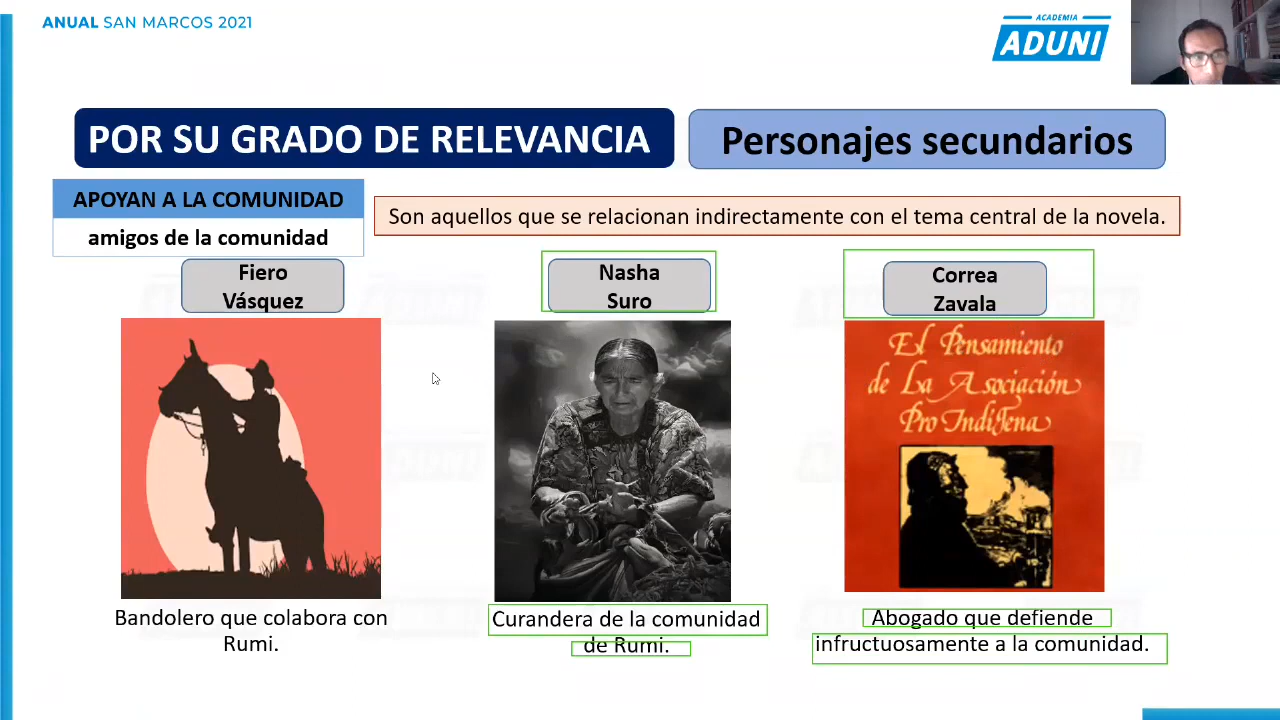 ANUAL SAN MARCOS 2021
ACADEMIA
ADUNI
POR SU GRADO DE RELEVANCIA
Personajes secundarios
APOYAN A LA COMUNIDAD
amigos de la comunidad
Son aquellos que se relacionan indirectamente con el tema central de la novela.
Fiero
Vásquez
Nasha
Suro
Correa
Zavala
El Pensamiento
de La Asociación
Pro Indígena
Bandolero que colabora con
Rumi.
Curandera de la comunidad
de Rumi.
Abogado que defiende
infructuosamente a la comunidad.